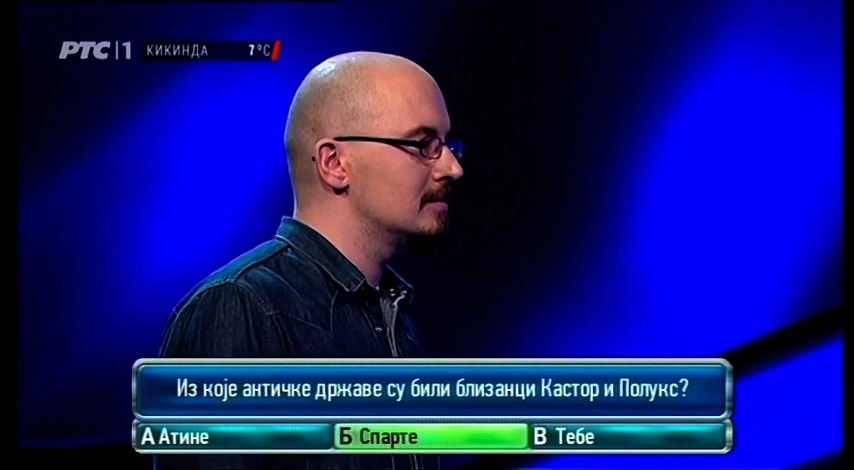 РТС|1 КИКИНДА 7°C
Из које античке државе су били близанци Кастор и Полукс?
А Атине Б Спарте В Тебе